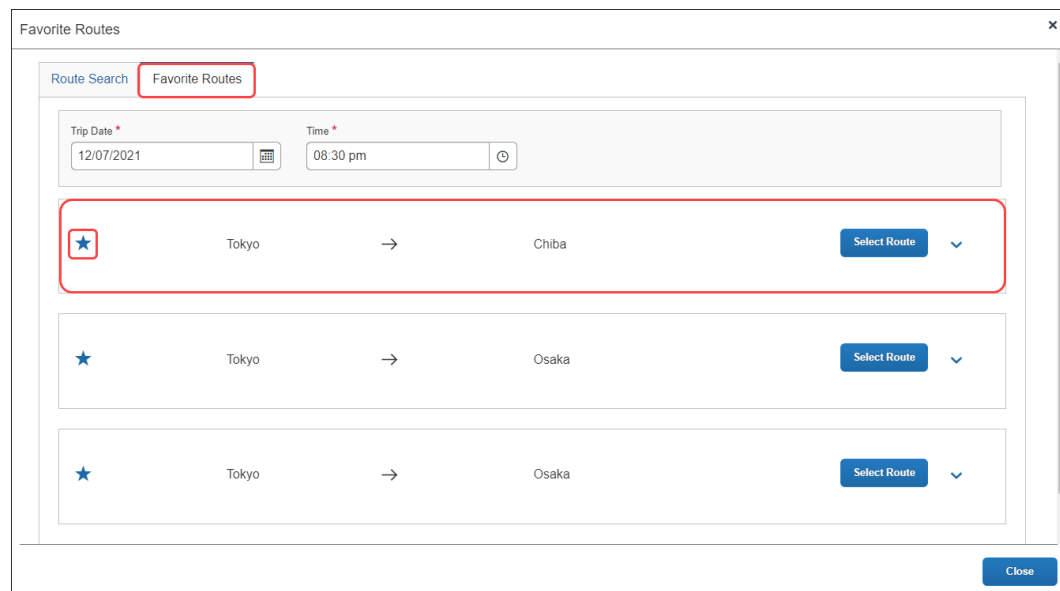 Favorite Routes
×
Route Search
Favorite Routes
Trip Date *
Time *
12/07/2021
08:30 pm
Tokyo → Chiba
Select Route
Tokyo → Osaka
Select Route
Tokyo → Osaka
Select Route
Close